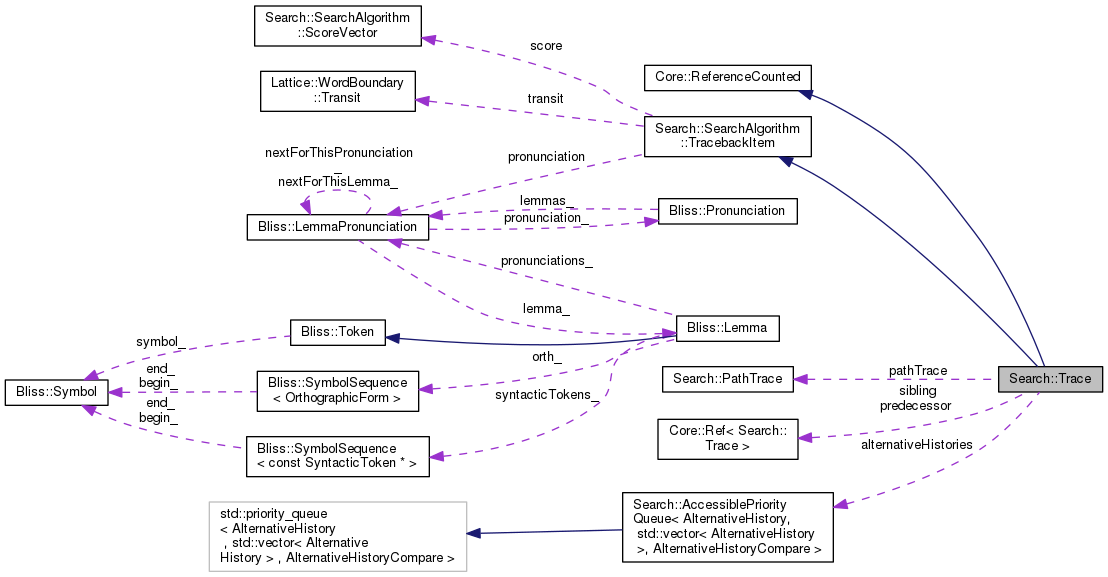 Search::SearchAlgorithm
::ScoreVector
score
Core::ReferenceCounted
Lattice::WordBoundary
::Transit
transit
Search::SearchAlgorithm
::TracebackItem
nextForThisPronunciation
_
nextForThisLemma_
pronunciation
lemmas_
Bliss::Pronunciation
pronunciation_
Bliss::LemmaPronunciation
pronunciations_
lemma_
Bliss::Lemma
Bliss::Token
symbol_
orth_
end_
begin_
Bliss::Symbol
Bliss::SymbolSequence
< OrthographicForm >
syntacticTokens_
end_
begin_
Bliss::SymbolSequence
< const SyntacticToken * >
Search::PathTrace
pathTrace
Search::Trace
sibling
predecessor
Core::Ref< Search::
Trace >
alternativeHistories
Search::AccessiblePriority
Queue< AlternativeHistory,
std::vector< AlternativeHistory
>, AlternativeHistoryCompare >
std::priority_queue
< AlternativeHistory
, std::vector< Alternative
History > , AlternativeHistoryCompare >